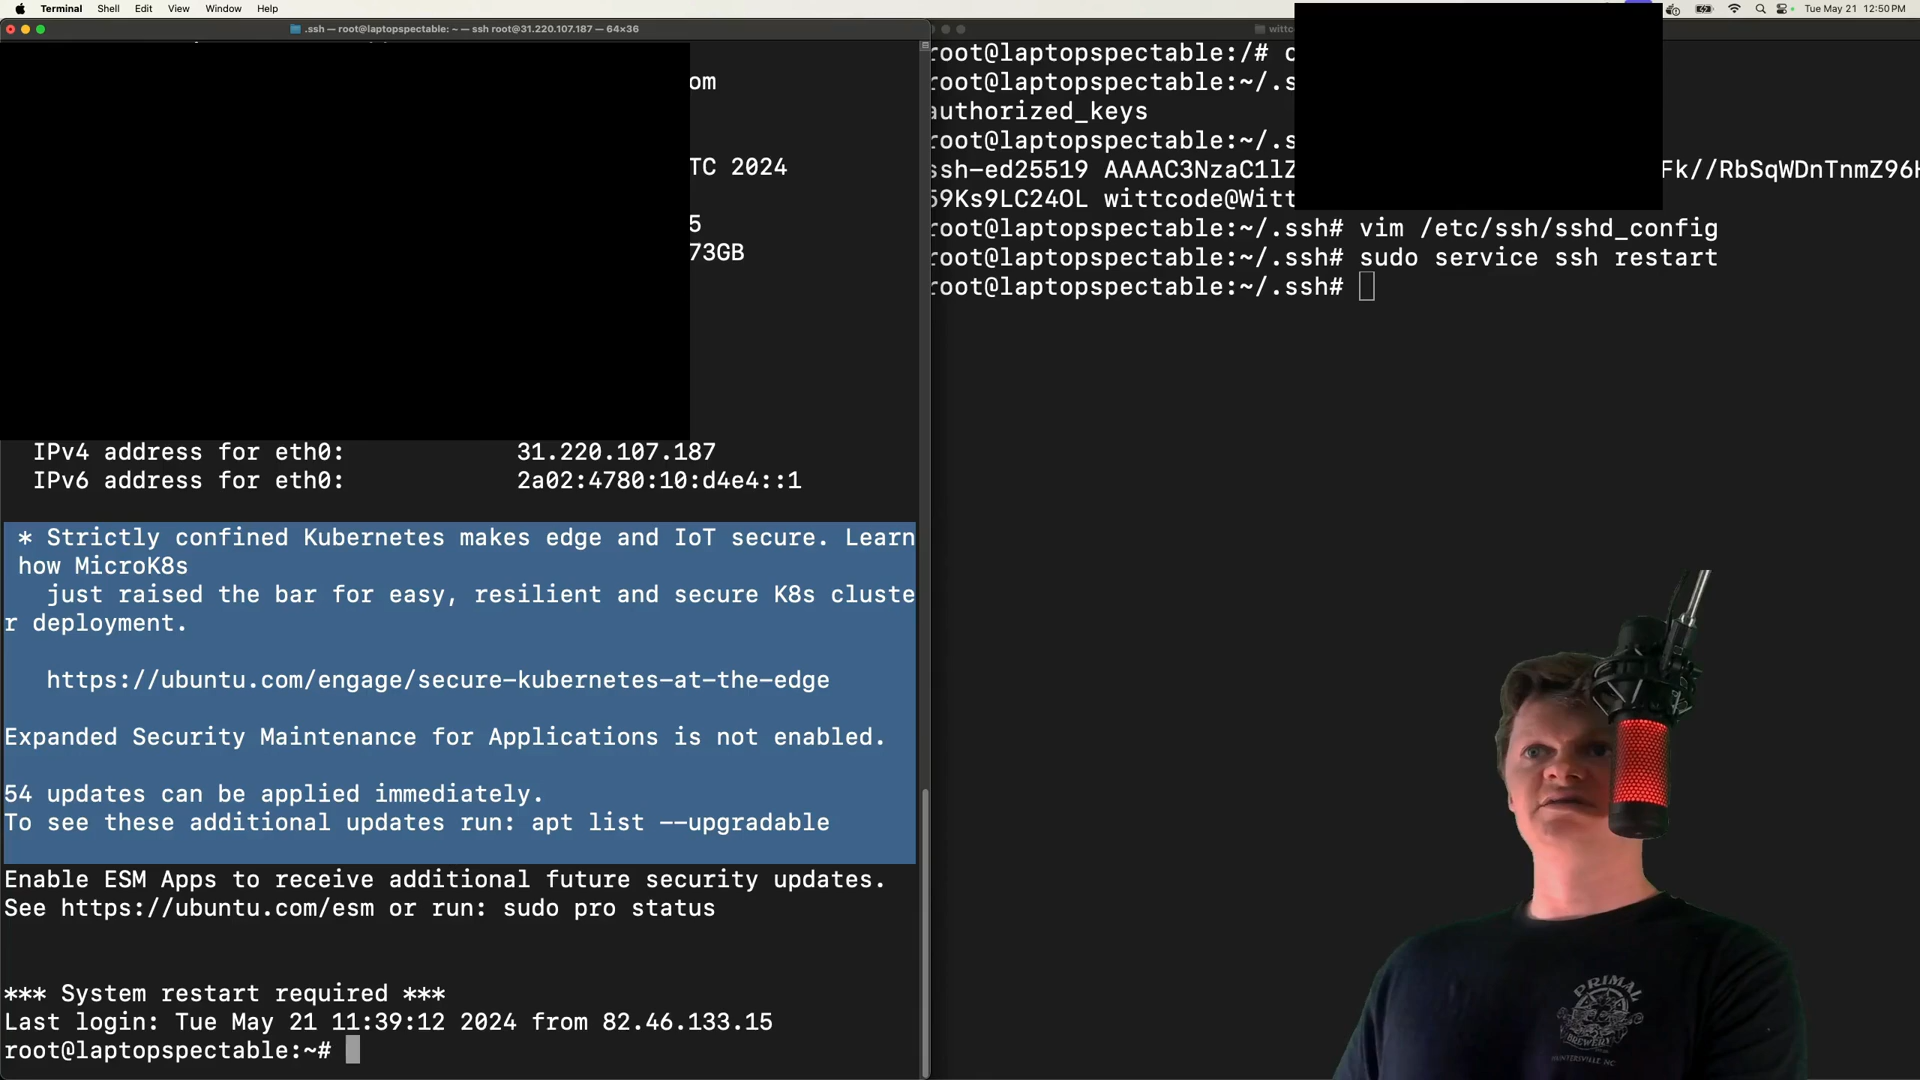 Terminal Shell Edit View Window Help
Tue May 21 12:50 PM
.ssh — root@laptopspectable: ~ — ssh root@31.220.107.187 — 64×36
om
TC 2024
5
73GB
IPv4 address for eth0: 31.220.107.187
IPv6 address for eth0: 2a02:4780:10:d4e4::1
* Strictly confined Kubernetes makes edge and IoT secure. Learn
how MicroK8s
just raised the bar for easy, resilient and secure K8s cluste
r deployment.
https://ubuntu.com/engage/secure-kubernetes-at-the-edge
Expanded Security Maintenance for Applications is not enabled.
54 updates can be applied immediately.
To see these additional updates run: apt list --upgradable
Enable ESM Apps to receive additional future security updates.
See https://ubuntu.com/esm or run: sudo pro status
*** System restart required ***
Last login: Tue May 21 11:39:12 2024 from 82.46.133.15
root@laptopspectable:~#
wittc
root@laptopspectable:/# c
root@laptopspectable:~/.s
authorized_keys
root@laptopspectable:~/.s
ssh-ed25519 AAAAC3NzaC1lZ Fk//RbSqWDnTnmZ96H
59Ks9LC24OL wittcode@Witt
root@laptopspectable:~/.ssh# vim /etc/ssh/sshd_config
root@laptopspectable:~/.ssh# sudo service ssh restart
root@laptopspectable:~/.ssh#
PRIMAL
BREWERY
HUNTERSVILLE NC